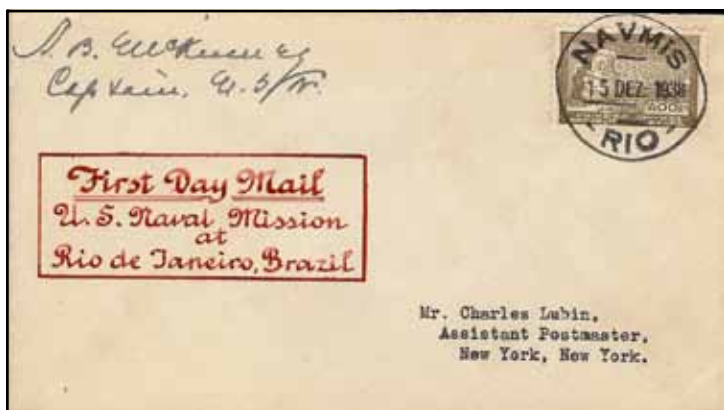 A. B.
Captain. U. S. N.
NAVMIS
15 DEZ 1938
RIO
First Day Mail
U. S. Naval Mission
at
Rio de Janeiro, Brazil
Mr. Charles Lubin,
Assistant Postmaster,
New York, New York.